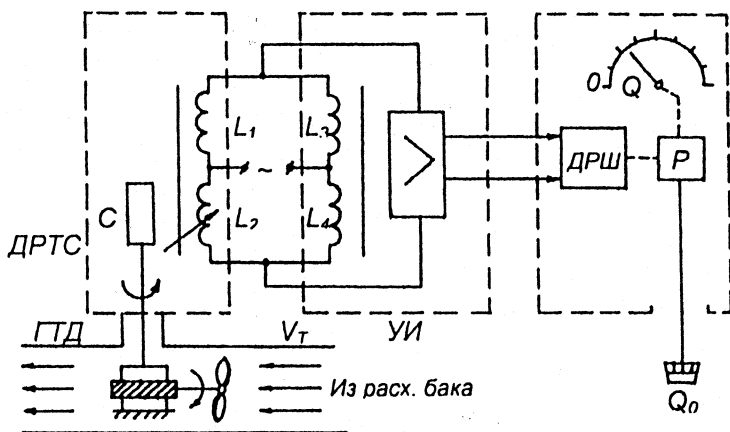 L₁
L₃
~
L₂
L₄
С
ДРТС
ГТД
Vт
УИ
Из расх. бака
>
0
Q
ДРШ
Р
Q₀